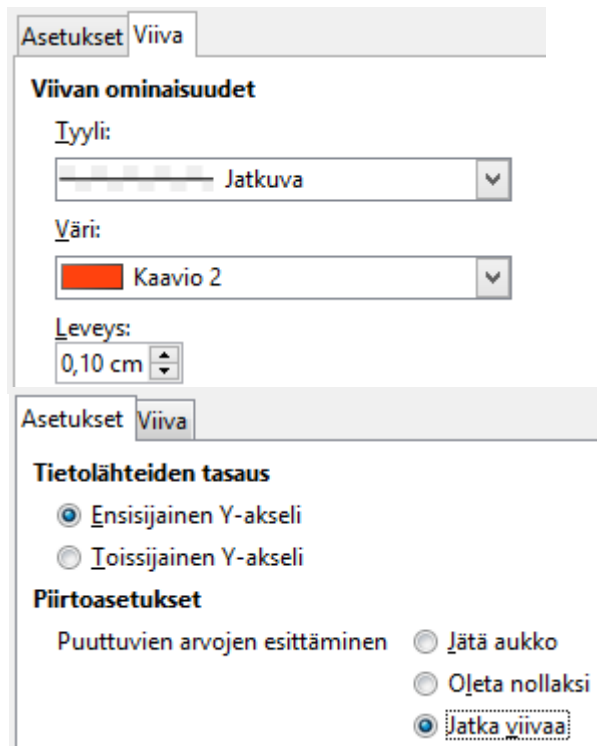 Asetukset Viiva
Viivan ominaisuudet
Tyyli:
Jatkuva
Väri:
Kaavio 2
Leveys:
0,10 cm
Asetukset Viiva
Tietolähteiden tasaus
Ensisijainen Y-akseli
Toissijainen Y-akseli
Piirtoasetukset
Puuttuvien arvojen esittäminen Jätä aukko
Oleta nollaksi
Jatka viivaa